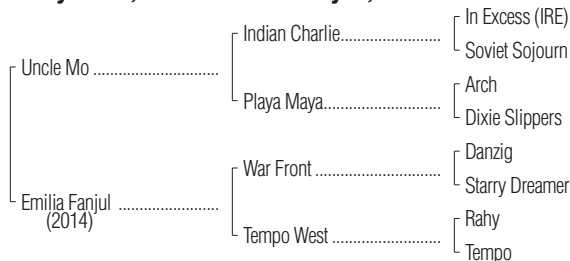 Uncle Mo
Emilia Fanjul
(2014)
Indian Charlie
Playa Maya
War Front
Tempo West
In Excess (IRE)
Soviet Sojourn
Arch
Dixie Slippers
Danzig
Starry Dreamer
Rahy
Tempo